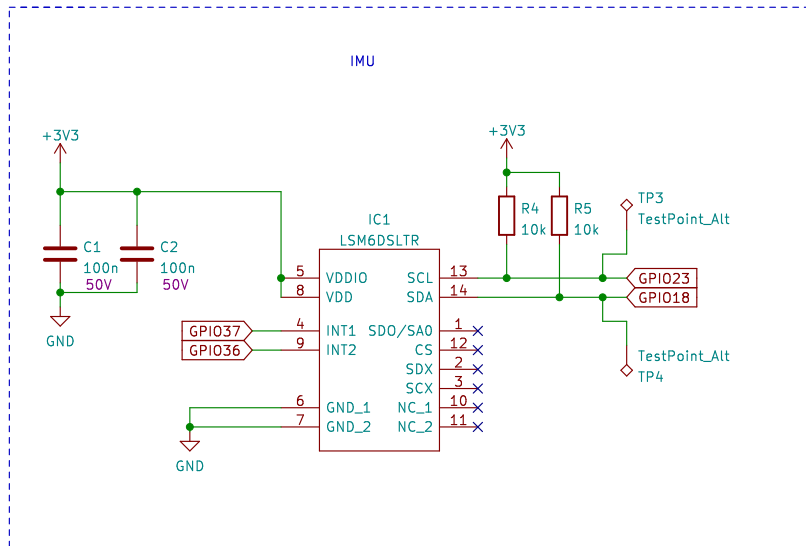 IMU
+3V3
+3V3
C1
100n
50V
C2
100n
50V
GND
IC1
LSM6DSLTR
5 VDDIO
8 VDD
4 INT1
9 INT2
6 GND_1
7 GND_2
SCL 13
SDA 14
SDO/SA0 1
CS 12
SDX 2
SCX 3
NC_1 10
NC_2 11
GPIO37
GPIO36
GND
R4
10k
R5
10k
TP3
TestPoint_Alt
GPIO23
GPIO18
TestPoint_Alt
TP4